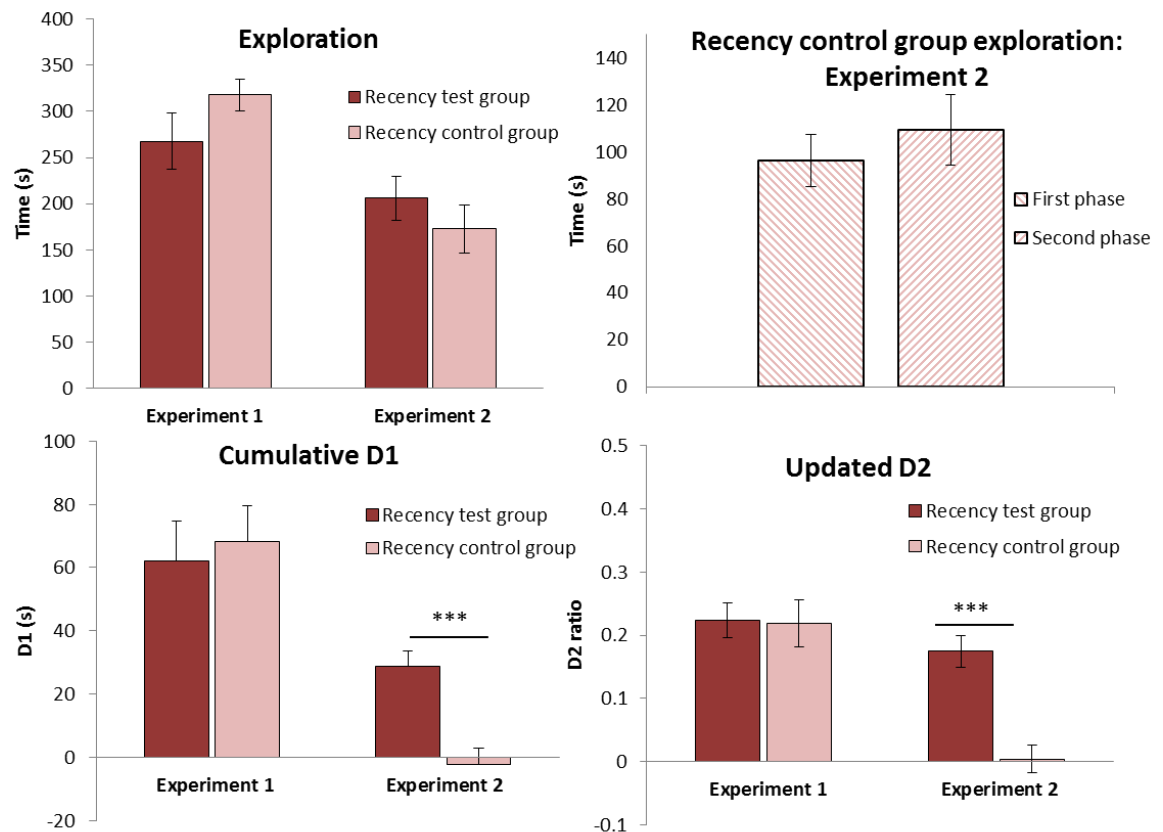 Exploration
400
350
300
250
200
150
100
50
0
Time (s)
Recency test group
Recency control group
Experiment 1
Experiment 2
Recency control group exploration:
Experiment 2
140
120
100
80
60
40
20
0
Time (s)
First phase
Second phase
Cumulative D1
100
80
60
40
20
0
-20
D1 (s)
Recency test group
Recency control group
***
Experiment 1
Experiment 2
Updated D2
0.5
0.4
0.3
0.2
0.1
0
-0.1
D2 ratio
Recency test group
Recency control group
***
Experiment 1
Experiment 2